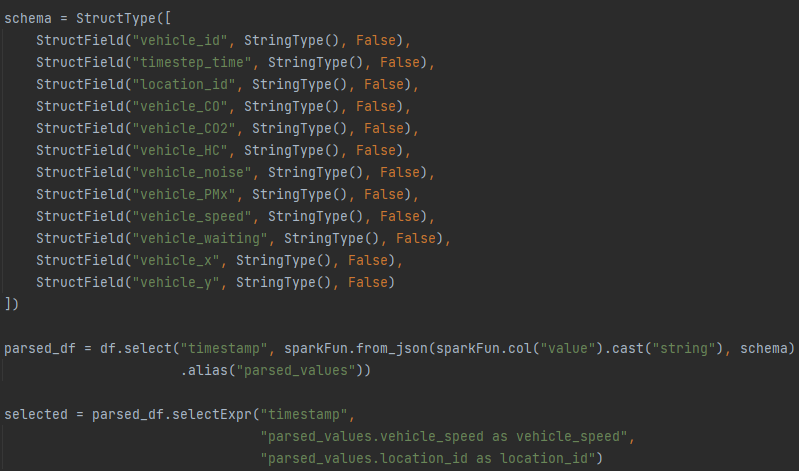 schema = StructType([
    StructField("vehicle_id", StringType(), False),
    StructField("timestep_time", StringType(), False),
    StructField("location_id", StringType(), False),
    StructField("vehicle_CO", StringType(), False),
    StructField("vehicle_CO2", StringType(), False),
    StructField("vehicle_HC", StringType(), False),
    StructField("vehicle_noise", StringType(), False),
    StructField("vehicle_PMx", StringType(), False),
    StructField("vehicle_speed", StringType(), False),
    StructField("vehicle_waiting", StringType(), False),
    StructField("vehicle_x", StringType(), False),
    StructField("vehicle_y", StringType(), False)
])

parsed_df = df.select("timestamp", sparkFun.from_json(sparkFun.col("value").cast("string"), schema)
                      .alias("parsed_values"))

selected = parsed_df.selectExpr("timestamp",
                                "parsed_values.vehicle_speed as vehicle_speed",
                                "parsed_values.location_id as location_id")